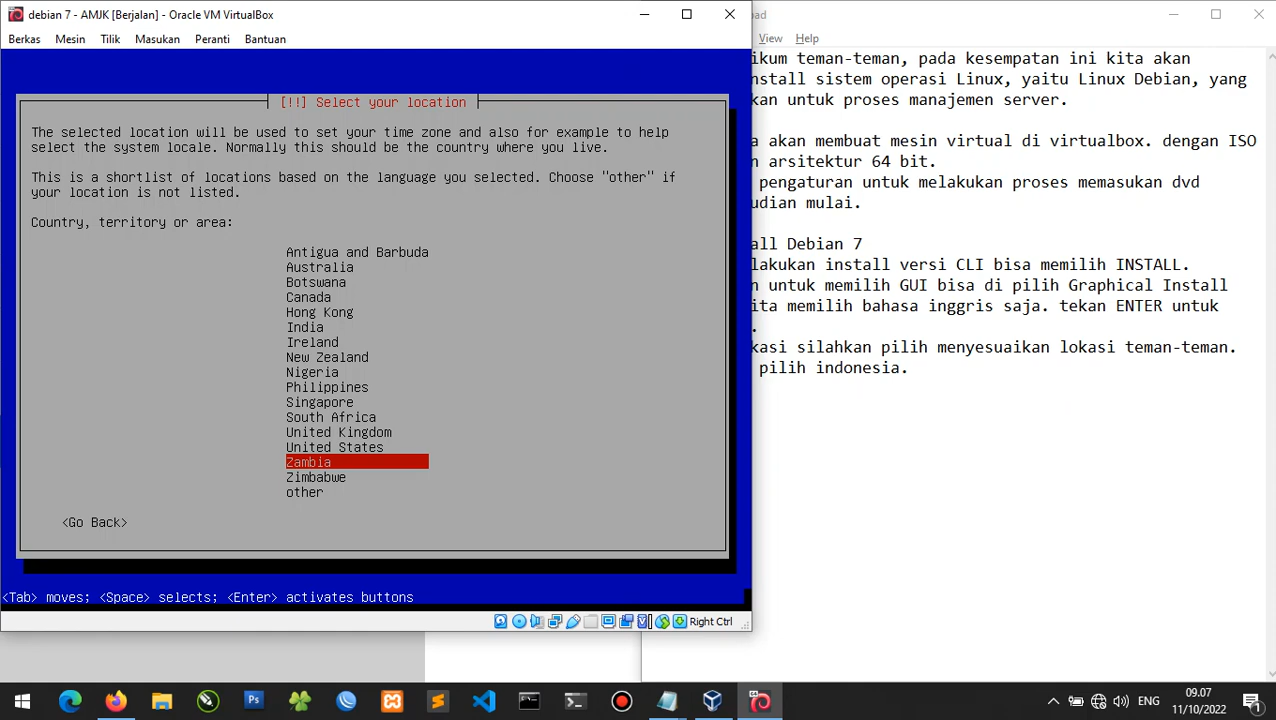 debian 7 - AMJK [Berjalan] - Oracle VM VirtualBox
Berkas Mesin Tilik Masukan Peranti Bantuan
[!!] Select your location
The selected location will be used to set your time zone and also for example to help
select the system locale. Normally this should be the country where you live.
This is a shortlist of locations based on the language you selected. Choose "other" if
your location is not listed.
Country, territory or area:
Antigua and Barbuda
Australia
Botswana
Canada
Hong Kong
India
Ireland
New Zealand
Nigeria
Philippines
Singapore
South Africa
United Kingdom
United States
Zambia
Zimbabwe
other
<Go Back>
<Tab> moves; <Space> selects; <Enter> activates buttons
Right Ctrl
ad
View Help
ikum teman-teman, pada kesempatan ini kita akan
nstall sistem operasi Linux, yaitu Linux Debian, yang
kan untuk proses manajemen server.
a akan membuat mesin virtual di virtualbox. dengan ISO
n arsitektur 64 bit.
pengaturan untuk melakukan proses memasukan dvd
udian mulai.
all Debian 7
lakukan install versi CLI bisa memilih INSTALL.
n untuk memilih GUI bisa di pilih Graphical Install
ita memilih bahasa inggris saja. tekan ENTER untuk
.
kasi silahkan pilih menyesuaikan lokasi teman-teman.
pilih indonesia.
Ps
ENG
09.07
11/10/2022
1